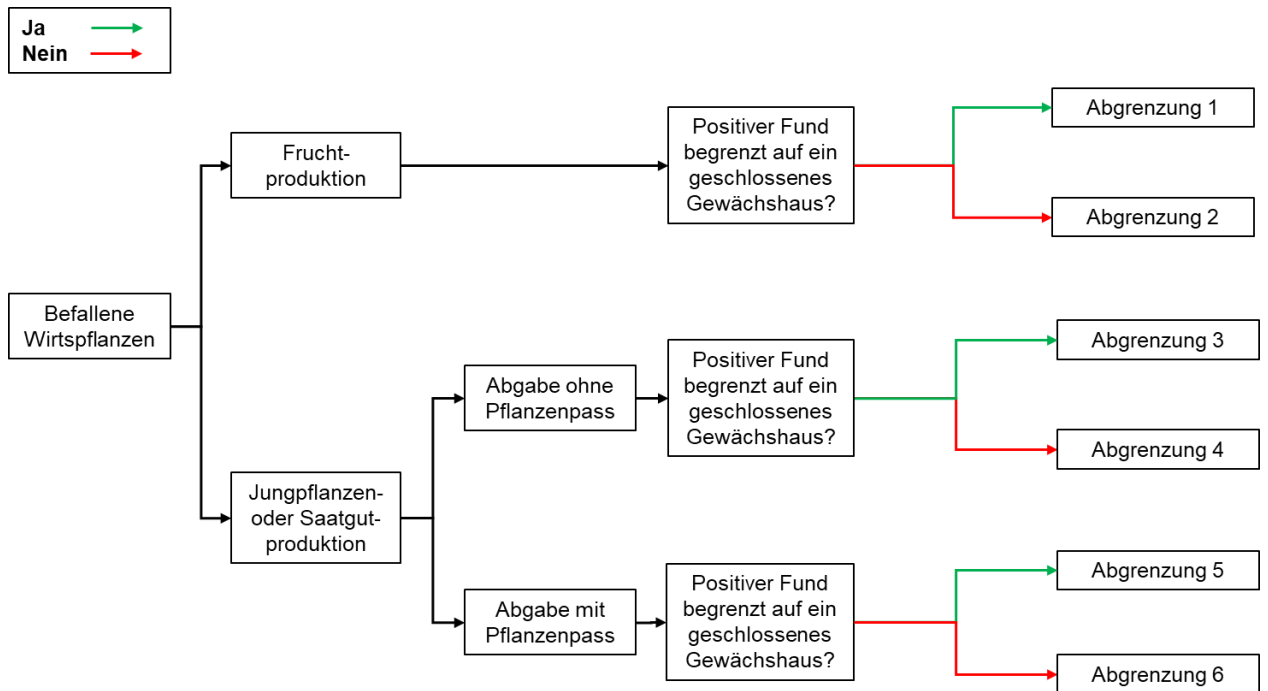 Ja
Nein
Frucht-
produktion
Positiver Fund
begrenzt auf ein
geschlossenes
Gewächshaus?
Abgrenzung 1
Abgrenzung 2
Befallene
Wirtspflanzen
Abgabe ohne
Pflanzenpass
Positiver Fund
begrenzt auf ein
geschlossenes
Gewächshaus?
Abgrenzung 3
Abgrenzung 4
Jungpflanzen-
oder Saatgut-
produktion
Abgabe mit
Pflanzenpass
Positiver Fund
begrenzt auf ein
geschlossenes
Gewächshaus?
Abgrenzung 5
Abgrenzung 6